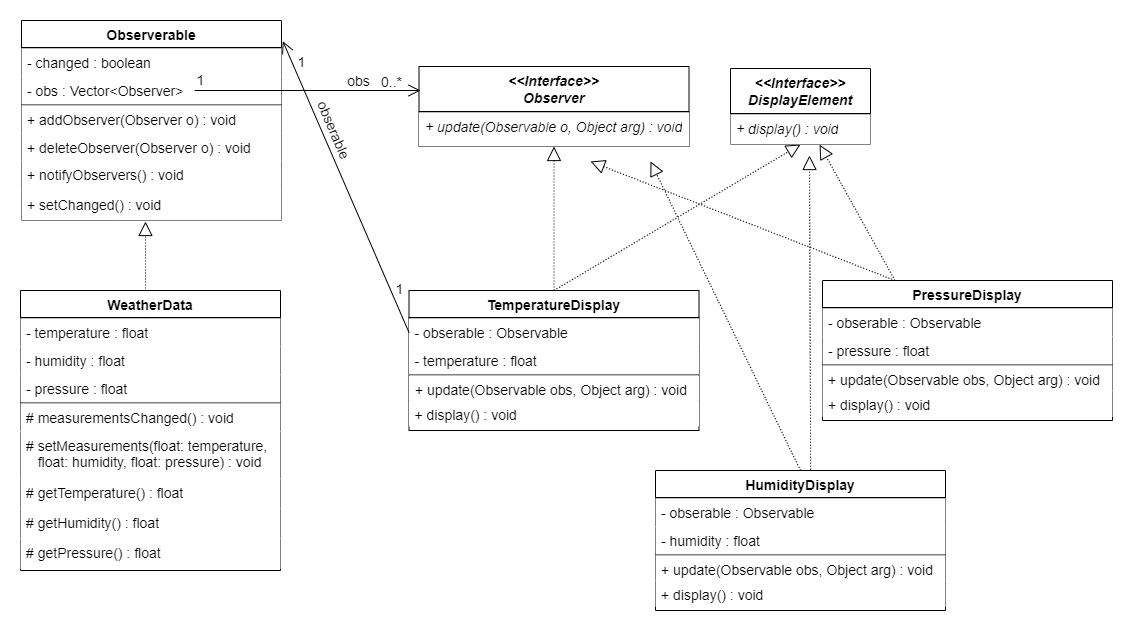 Observerable
- changed : boolean
- obs : Vector<Observer>
+ addObserver(Observer o) : void
+ deleteObserver(Observer o) : void
+ notifyObservers() : void
+ setChanged() : void
1
obs 0..*
1
obserable
1
<<Interface>>
Observer
+ update(Observable o, Object arg) : void
<<Interface>>
DisplayElement
+ display() : void
WeatherData
- temperature : float
- humidity : float
- pressure : float
# measurementsChanged() : void
# setMeasurements(float: temperature,
float: humidity, float: pressure) : void
# getTemperature() : float
# getHumidity() : float
# getPressure() : float
TemperatureDisplay
- obserable : Observable
- temperature : float
+ update(Observable obs, Object arg) : void
+ display() : void
PressureDisplay
- obserable : Observable
- pressure : float
+ update(Observable obs, Object arg) : void
+ display() : void
HumidityDisplay
- obserable : Observable
- humidity : float
+ update(Observable obs, Object arg) : void
+ display() : void